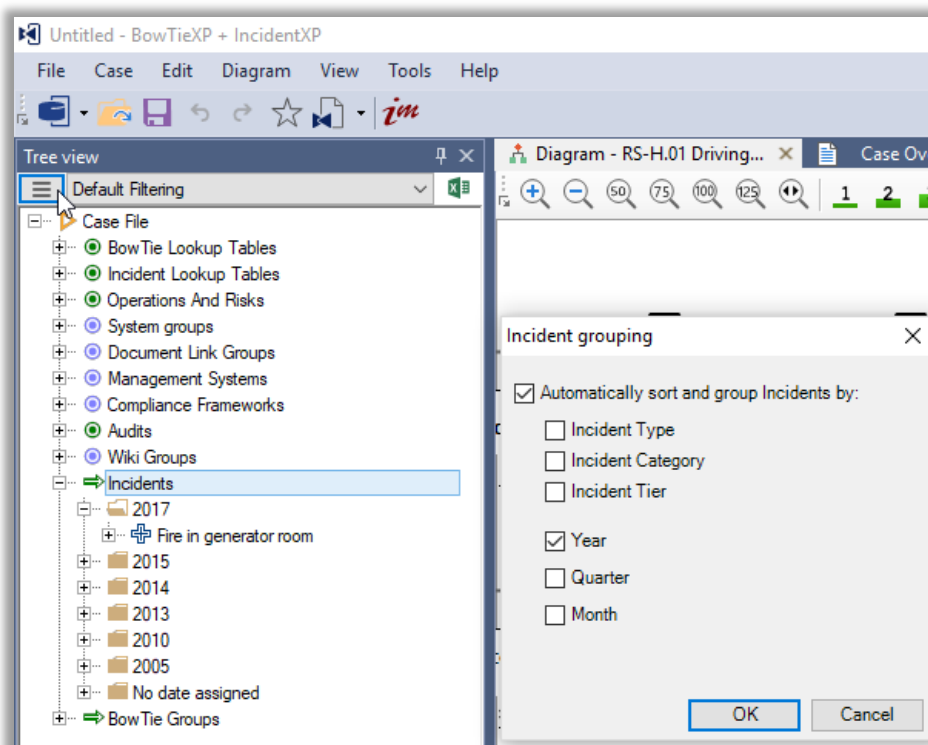 Untitled - BowTieXP + IncidentXP
File Case Edit Diagram View Tools Help
im
Tree view
Diagram - RS-H.01 Driving...
Case Ov
Default Filtering
50 75 100 125 1 2
Case File
BowTie Lookup Tables
Incident Lookup Tables
Operations And Risks
System groups
Document Link Groups
Management Systems
Compliance Frameworks
Audits
Wiki Groups
Incidents
2017
Fire in generator room
2015
2014
2013
2010
2005
No date assigned
BowTie Groups
Incident grouping
Automatically sort and group Incidents by:
Incident Type
Incident Category
Incident Tier
Year
Quarter
Month
OK Cancel